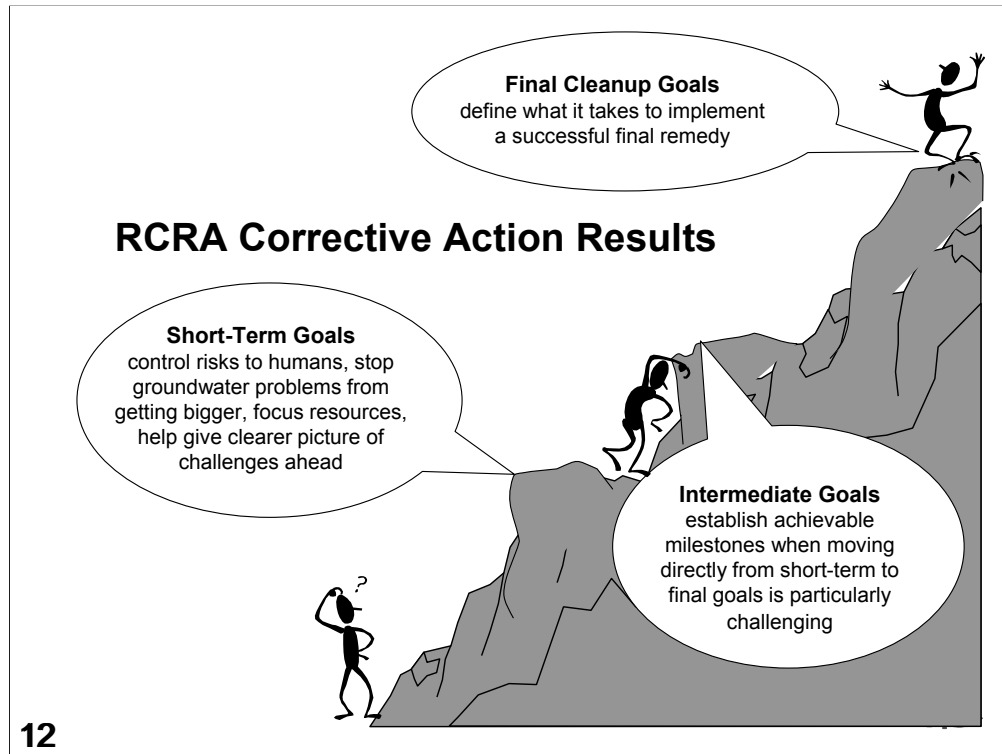 Final Cleanup Goals
define what it takes to implement
a successful final remedy
RCRA Corrective Action Results
Short-Term Goals
control risks to humans, stop
groundwater problems from
getting bigger, focus resources,
help give clearer picture of
challenges ahead
Intermediate Goals
establish achievable
milestones when moving
directly from short-term to
final goals is particularly
challenging
?
12